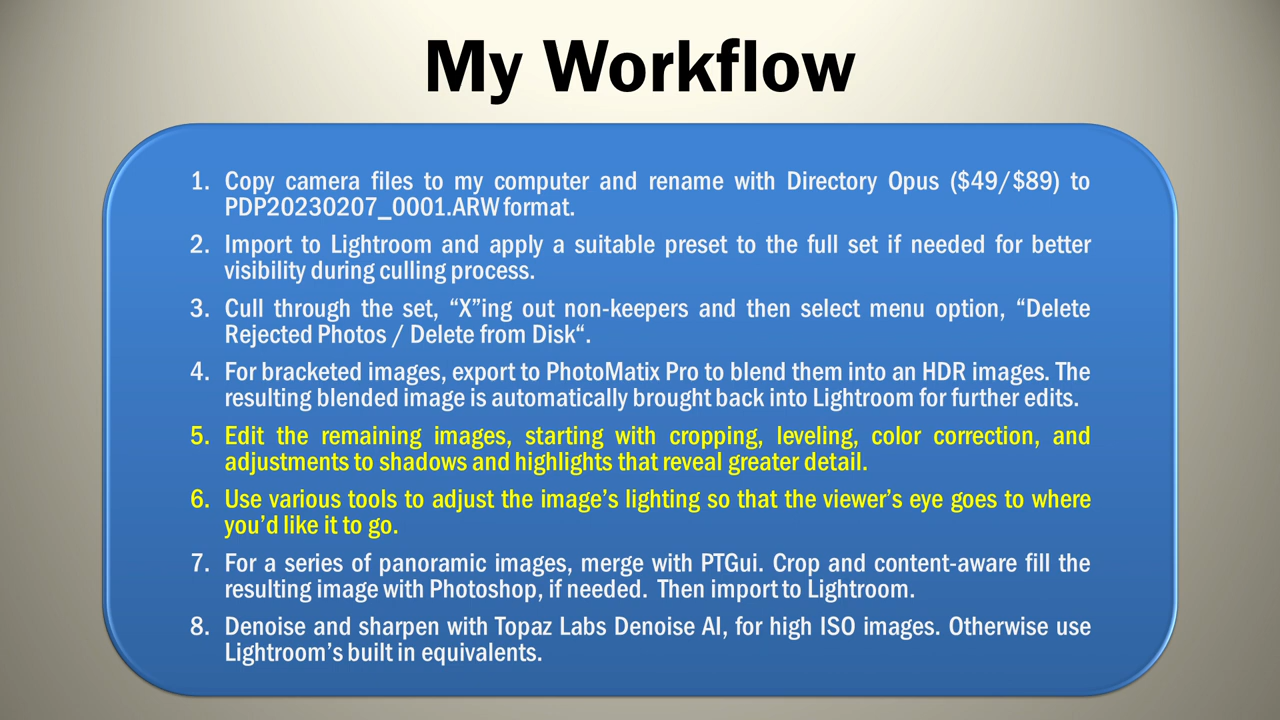 My Workflow
1. Copy camera files to my computer and rename with Directory Opus ($49/$89) to
PDP20230207_0001.ARW format.
2. Import to Lightroom and apply a suitable preset to the full set if needed for better
visibility during culling process.
3. Cull through the set, “X”ing out non-keepers and then select menu option, “Delete
Rejected Photos / Delete from Disk“.
4. For bracketed images, export to PhotoMatix Pro to blend them into an HDR images. The
resulting blended image is automatically brought back into Lightroom for further edits.
5. Edit the remaining images, starting with cropping, leveling, color correction, and
adjustments to shadows and highlights that reveal greater detail.
6. Use various tools to adjust the image’s lighting so that the viewer’s eye goes to where
you’d like it to go.
7. For a series of panoramic images, merge with PTGui. Crop and content-aware fill the
resulting image with Photoshop, if needed.  Then import to Lightroom.
8. Denoise and sharpen with Topaz Labs Denoise AI, for high ISO images. Otherwise use
Lightroom’s built in equivalents.